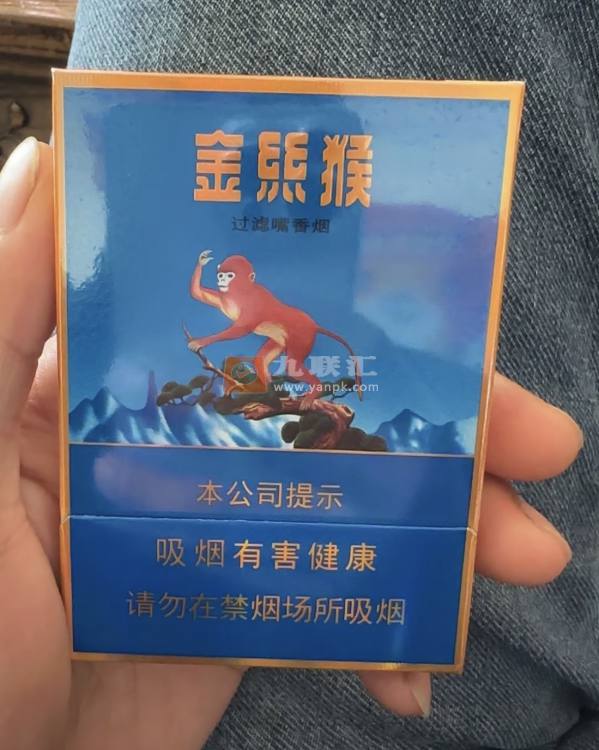 金丝猴
过滤嘴香烟
九联汇
www.yanpk.com
本公司提示
吸烟有害健康
请勿在禁烟场所吸烟